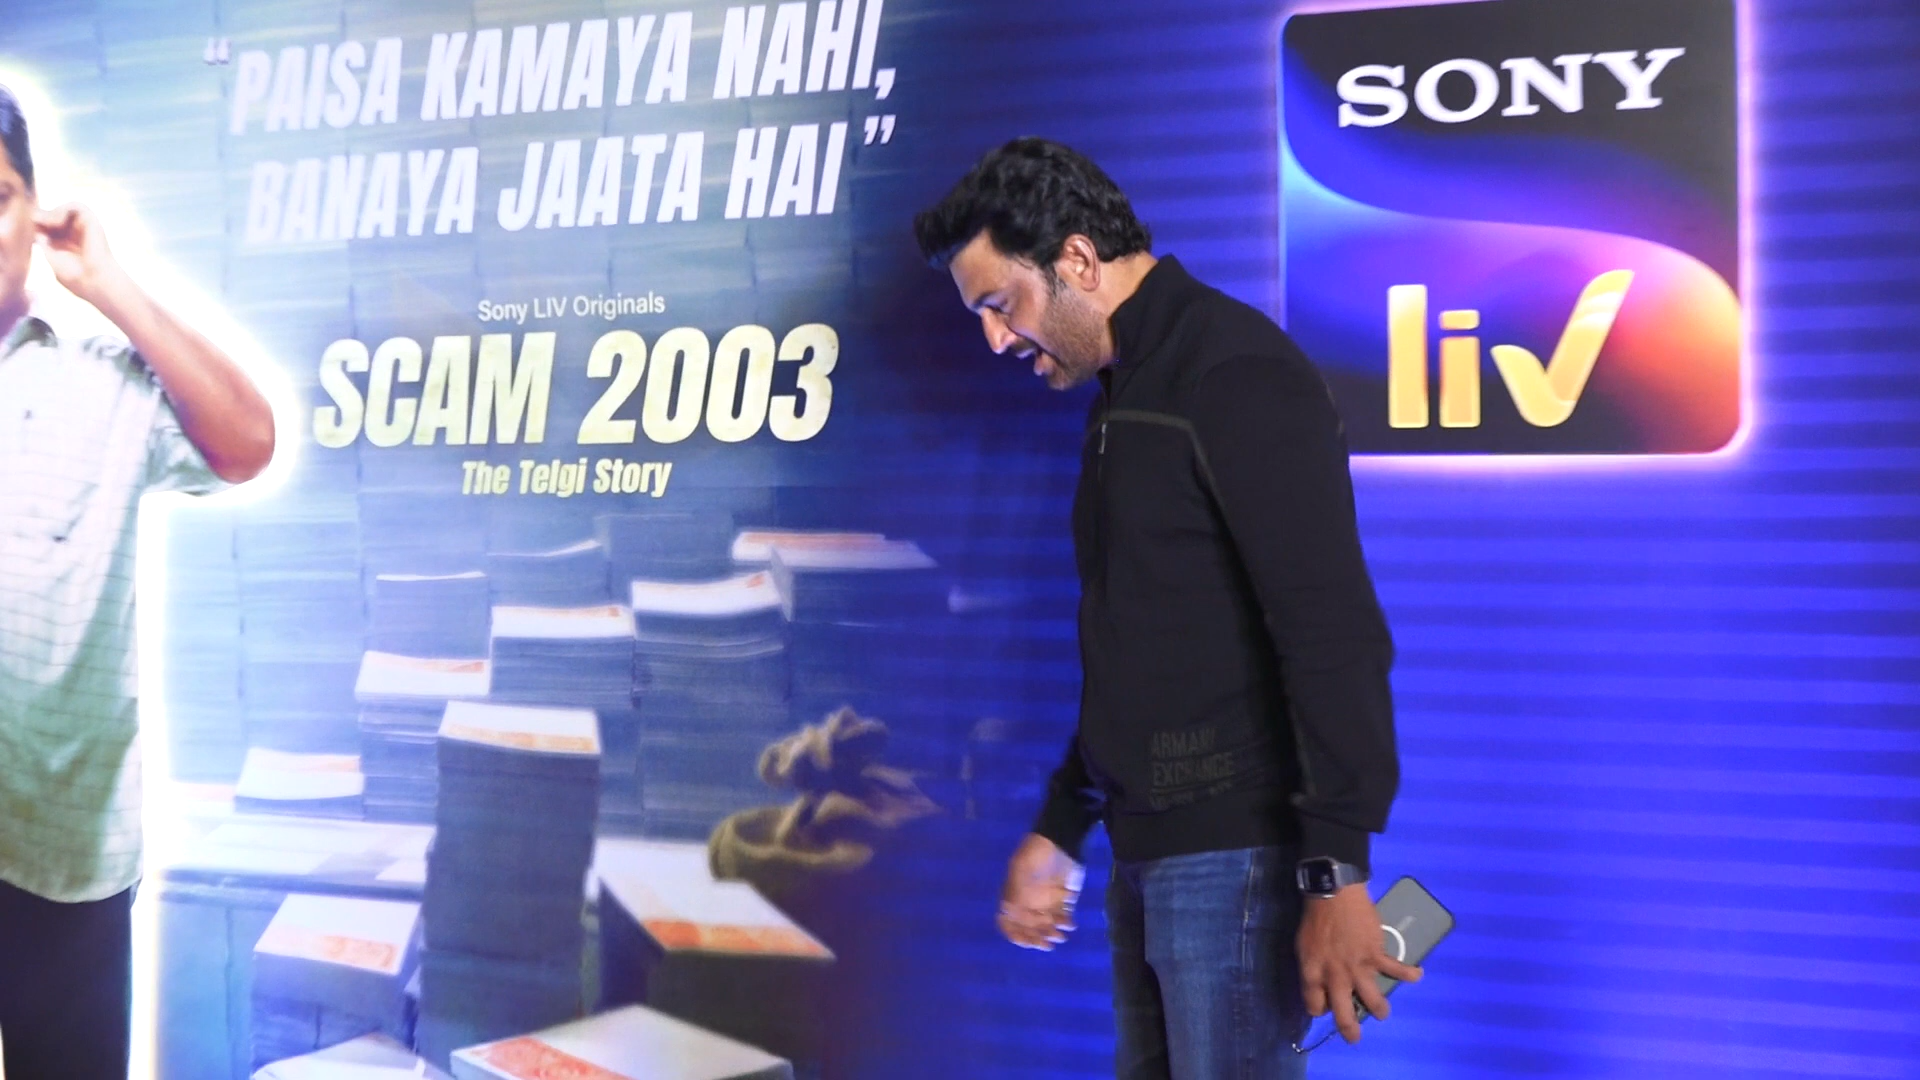 “PAISA KAMAYA NAHI,
BANAYA JAATA HAI”
Sony LIV Originals
SCAM 2003
The Telgi Story
SONY
liv
ARMANI
EXCHANGE